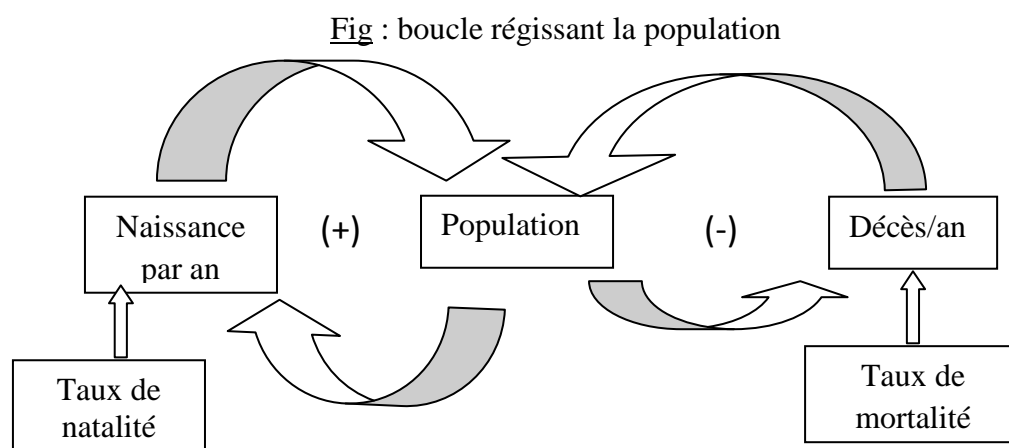 Fig : boucle régissant la population
Naissance
par an
(+)
Population
(-)
Décès/an
Taux de
natalité
Taux de
mortalité